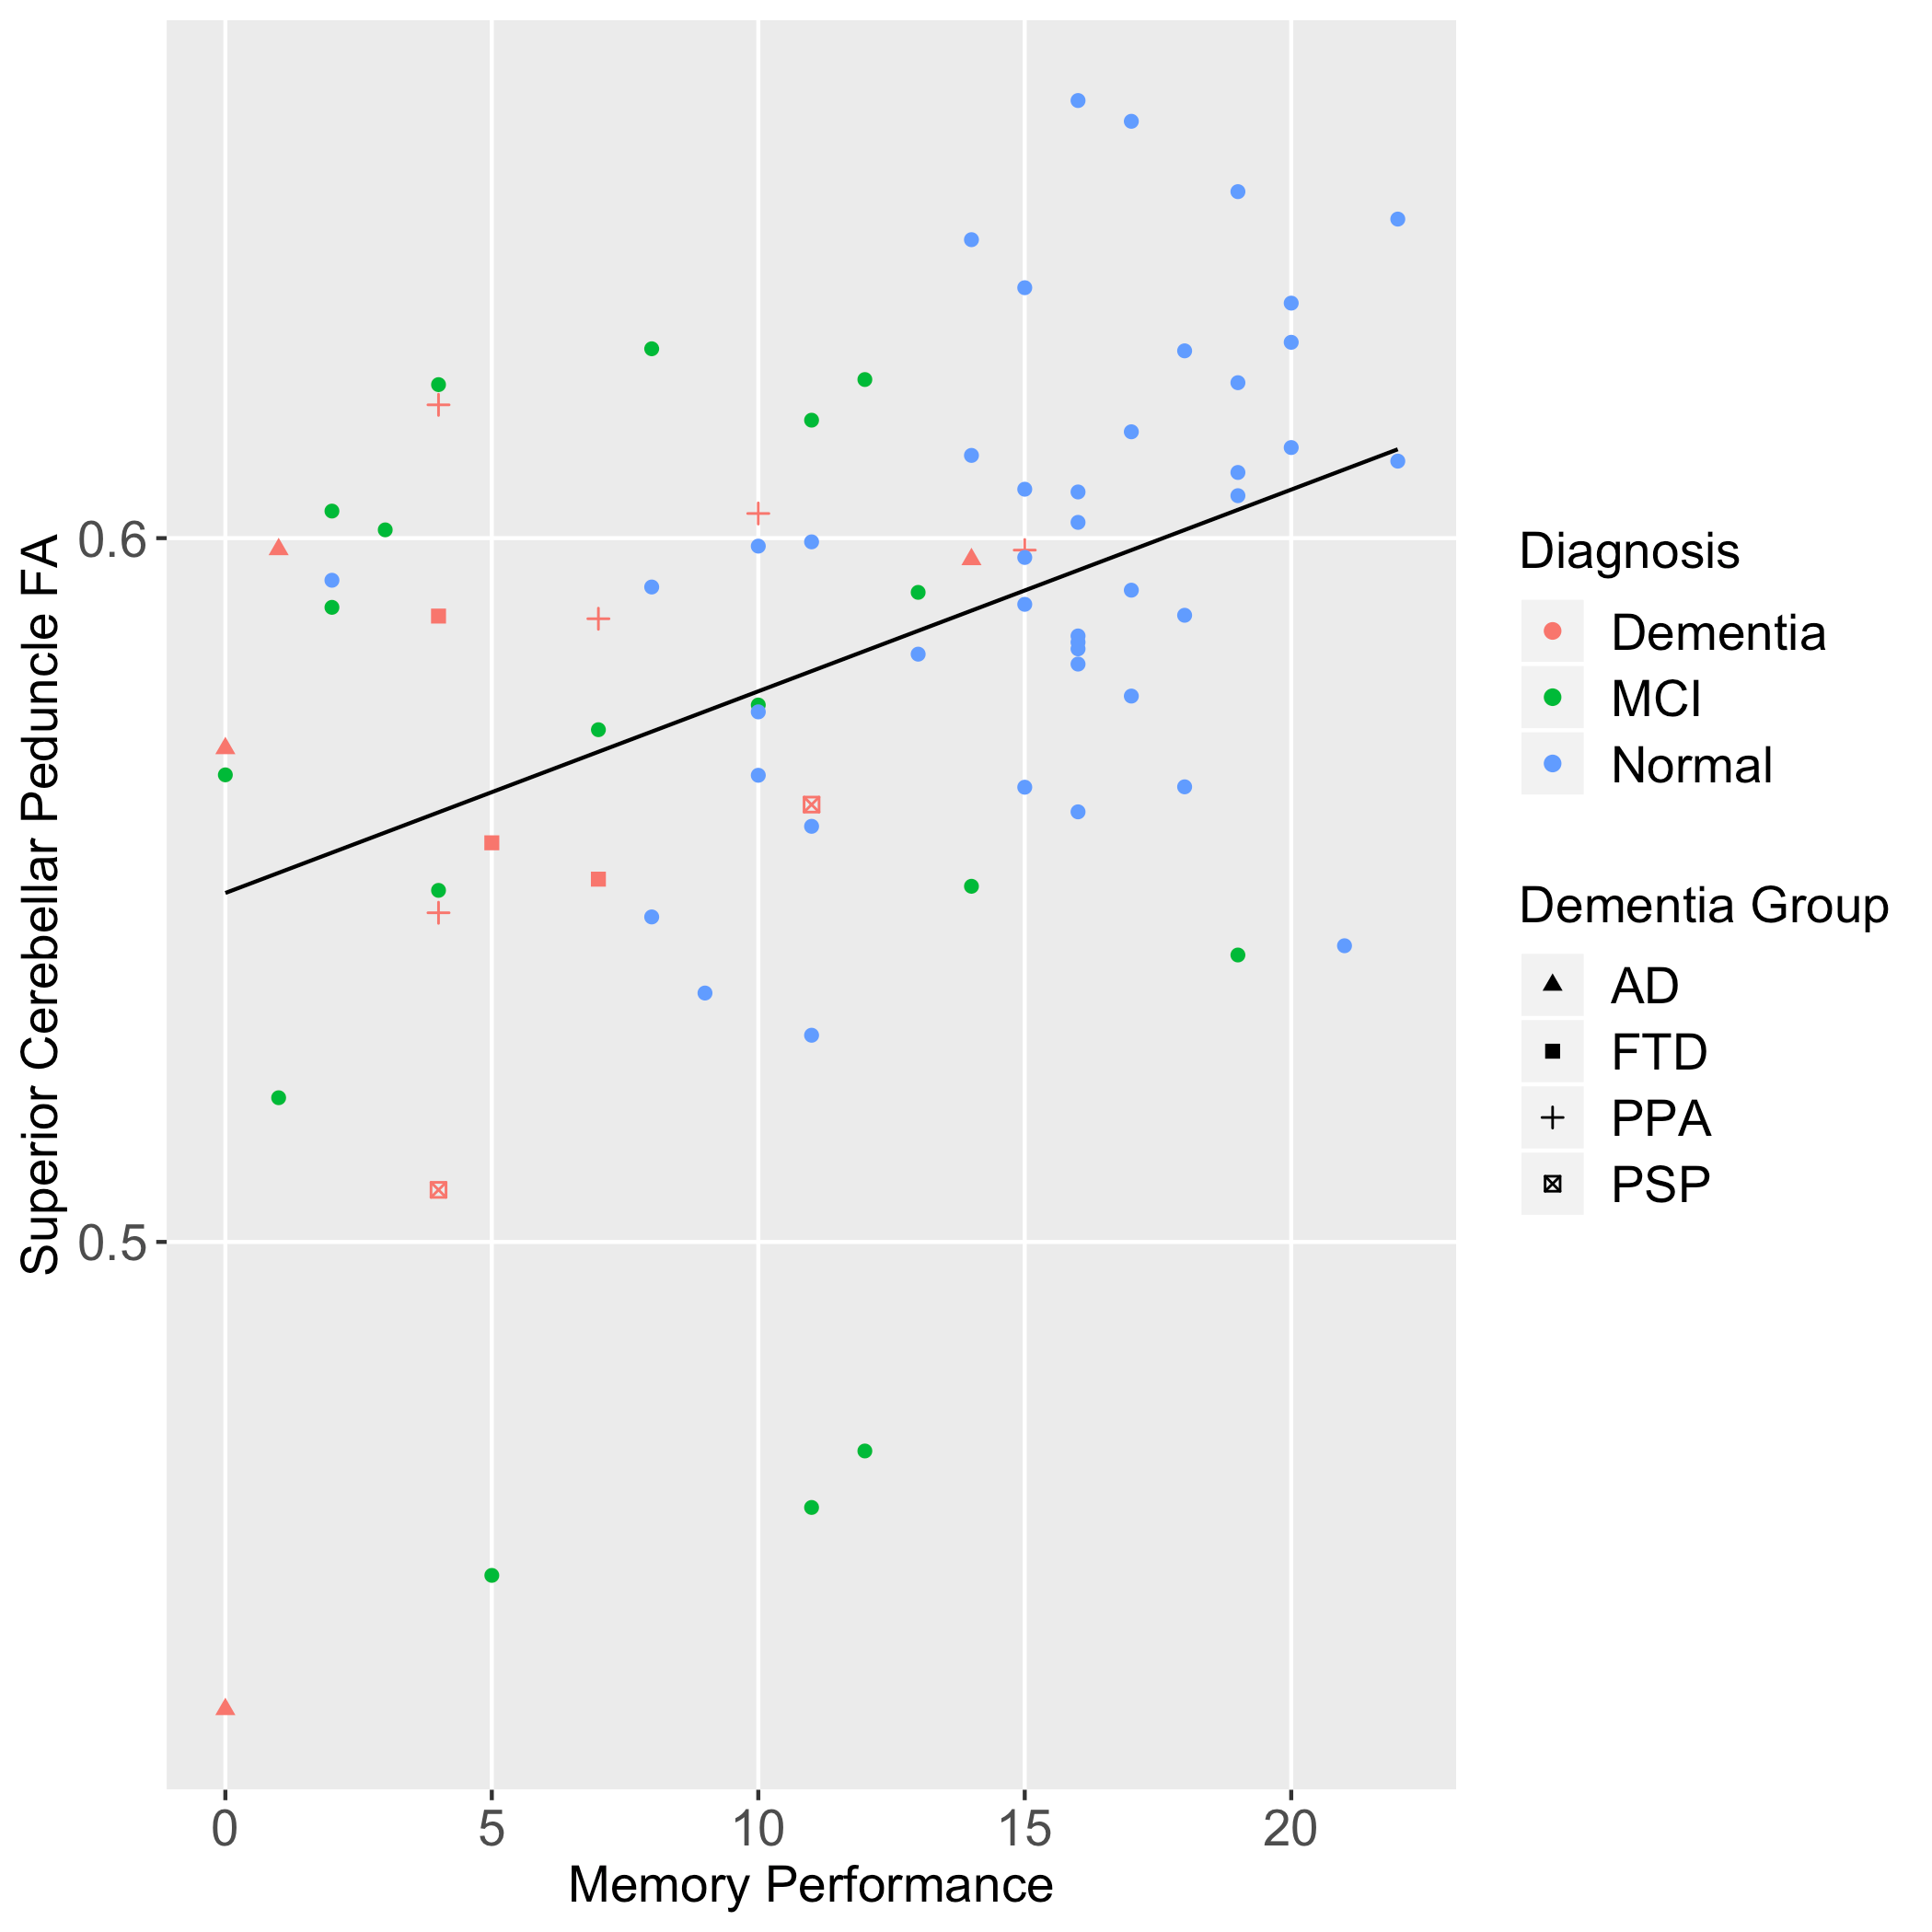 Superior Cerebellar Peduncle FA
0.6
0.5
0 5 10 15 20
Memory Performance
Diagnosis
Dementia
MCI
Normal
Dementia Group
AD
FTD
PPA
PSP